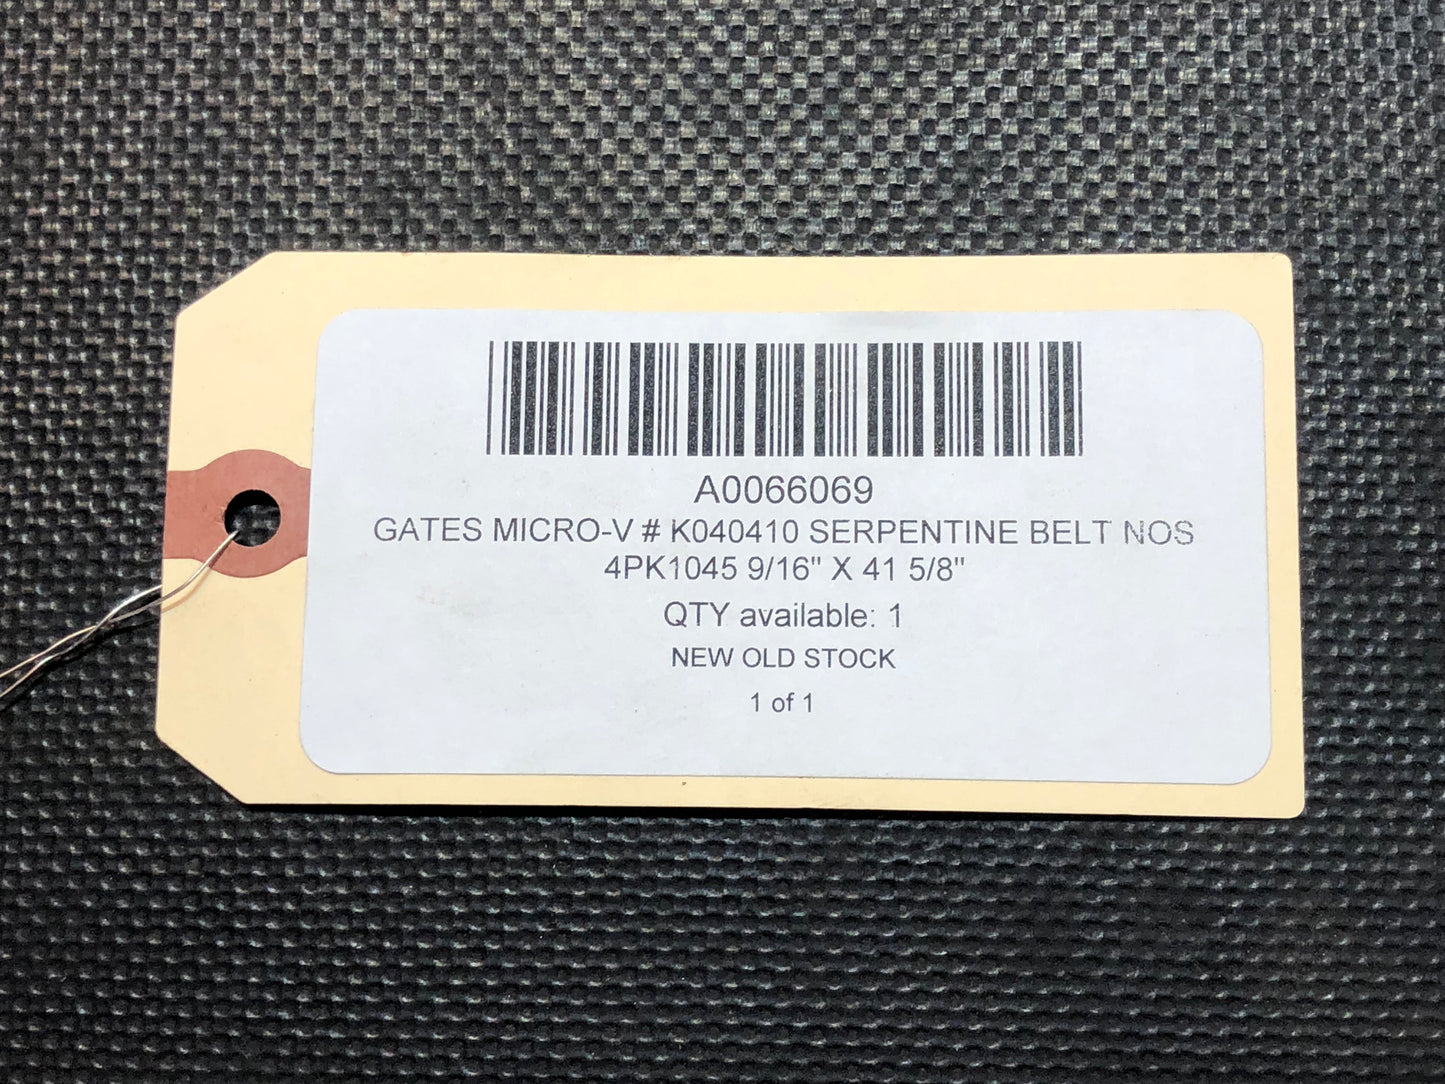 A0066069
GATES MICRO-V # K040410 SERPENTINE BELT NOS
4PK1045 9/16" X 41 5/8"
QTY available: 1
NEW OLD STOCK
1 of 1